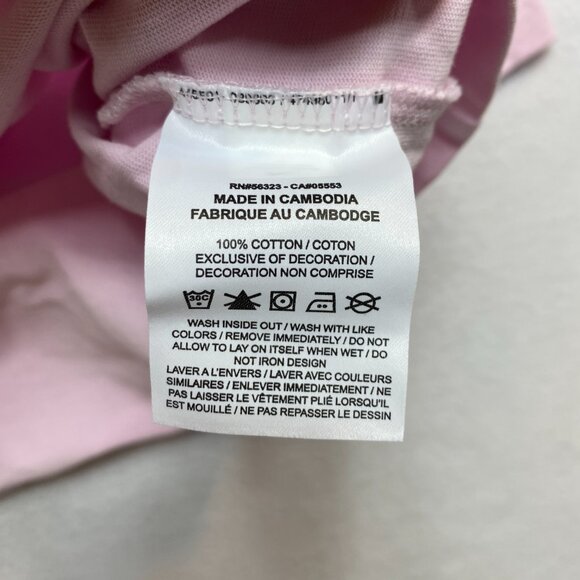 RN#56323 - CA#05553
MADE IN CAMBODIA
FABRIQUE AU CAMBODGE
100% COTTON / COTON
EXCLUSIVE OF DECORATION /
DECORATION NON COMPRISE
30C
WASH INSIDE OUT / WASH WITH LIKE
COLORS / REMOVE IMMEDIATELY / DO NOT
ALLOW TO LAY ON ITSELF WHEN WET / DO
NOT IRON DESIGN
LAVER A L'ENVERS / LAVER AVEC COULEURS
SIMILAIRES / ENLEVER IMMEDIATEMENT / NE
PAS LAISSER LE VÊTEMENT PLIÉ LORSQU'IL
EST MOUILLÉ / NE PAS REPASSER LE DESSIN